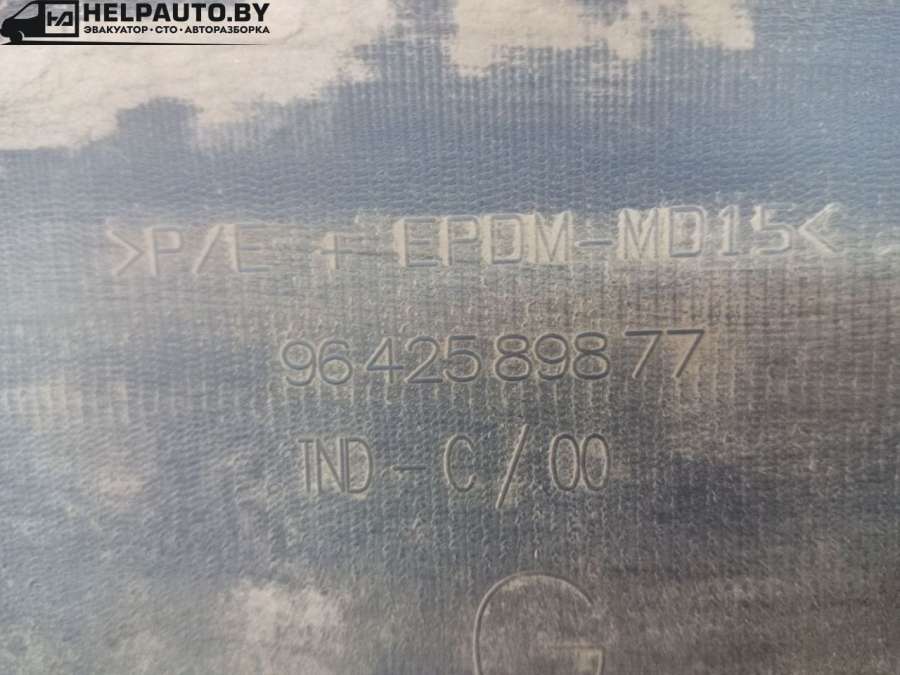 HELPAUTO.BY
ЭВАКУАТОР • СТО • АВТОРАЗБОРКА
>P/E + EPDM-MD15<
96 425 898 77
IND - C / 00
G